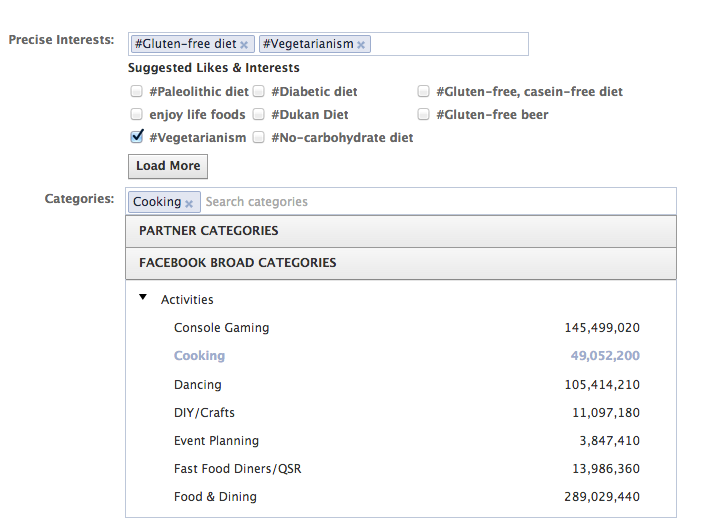 Precise Interests: #Gluten-free diet × #Vegetarianism ×
Suggested Likes & Interests
#Paleolithic diet #Diabetic diet #Gluten-free, casein-free diet
enjoy life foods #Dukan Diet #Gluten-free beer
#Vegetarianism #No-carbohydrate diet
Load More
Categories: Cooking × Search categories
PARTNER CATEGORIES
FACEBOOK BROAD CATEGORIES
Activities
Console Gaming 145,499,020
Cooking 49,052,200
Dancing 105,414,210
DIY/Crafts 11,097,180
Event Planning 3,847,410
Fast Food Diners/QSR 13,986,360
Food & Dining 289,029,440